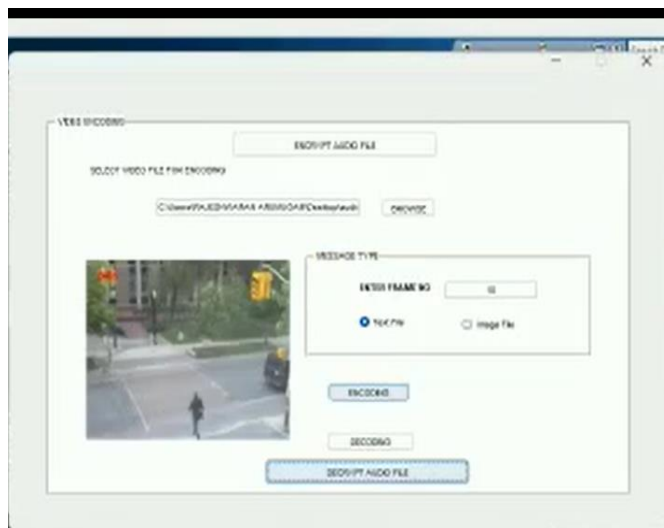 VIDEO ENCODING
ENCRYPT AUDIO FILE
SELECT VIDEO FILE FOR ENCODING
BROWSE
MESSAGE TYPE
ENTER FRAME NO
Text File
Image File
ENCODING
DECODING
DECRYPT AUDIO FILE